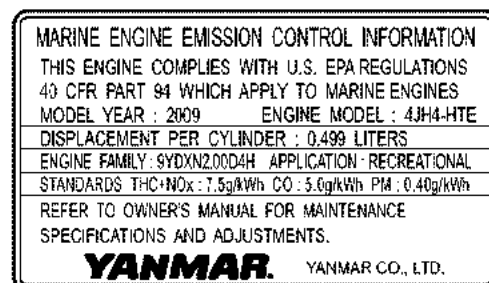 MARINE ENGINE EMISSION CONTROL INFORMATION
THIS ENGINE COMPLIES WITH U.S. EPA REGULATIONS
40 CFR PART 94 WHICH APPLY TO MARINE ENGINES
MODEL YEAR : 2009 ENGINE MODEL : 4JH4-HTE
DISPLACEMENT PER CYLINDER : 0.499 LITERS
ENGINE FAMILY : 9YDXN2.00D4H APPLICATION : RECREATIONAL
STANDARDS THC+NOx : 7.5g/kWh CO : 5.0g/kWh PM : 0.40g/kWh
REFER TO OWNER'S MANUAL FOR MAINTENANCE
SPECIFICATIONS AND ADJUSTMENTS.
YANMAR. YANMAR CO., LTD.